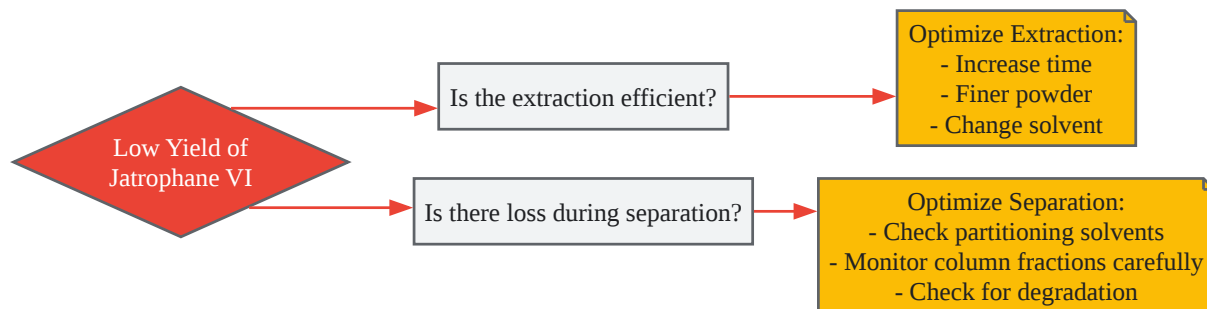 Low Yield of
Jatrophane VI
Is the extraction efficient?
Optimize Extraction:
- Increase time
- Finer powder
- Change solvent
Is there loss during separation?
Optimize Separation:
- Check partitioning solvents
- Monitor column fractions carefully
- Check for degradation